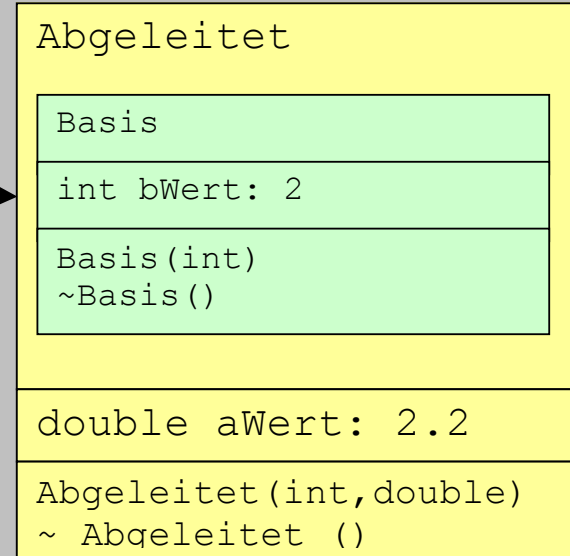 Abgeleitet
Basis
int bWert: 2
Basis(int)
~Basis()
double aWert: 2.2
Abgeleitet(int,double)
~ Abgeleitet ()